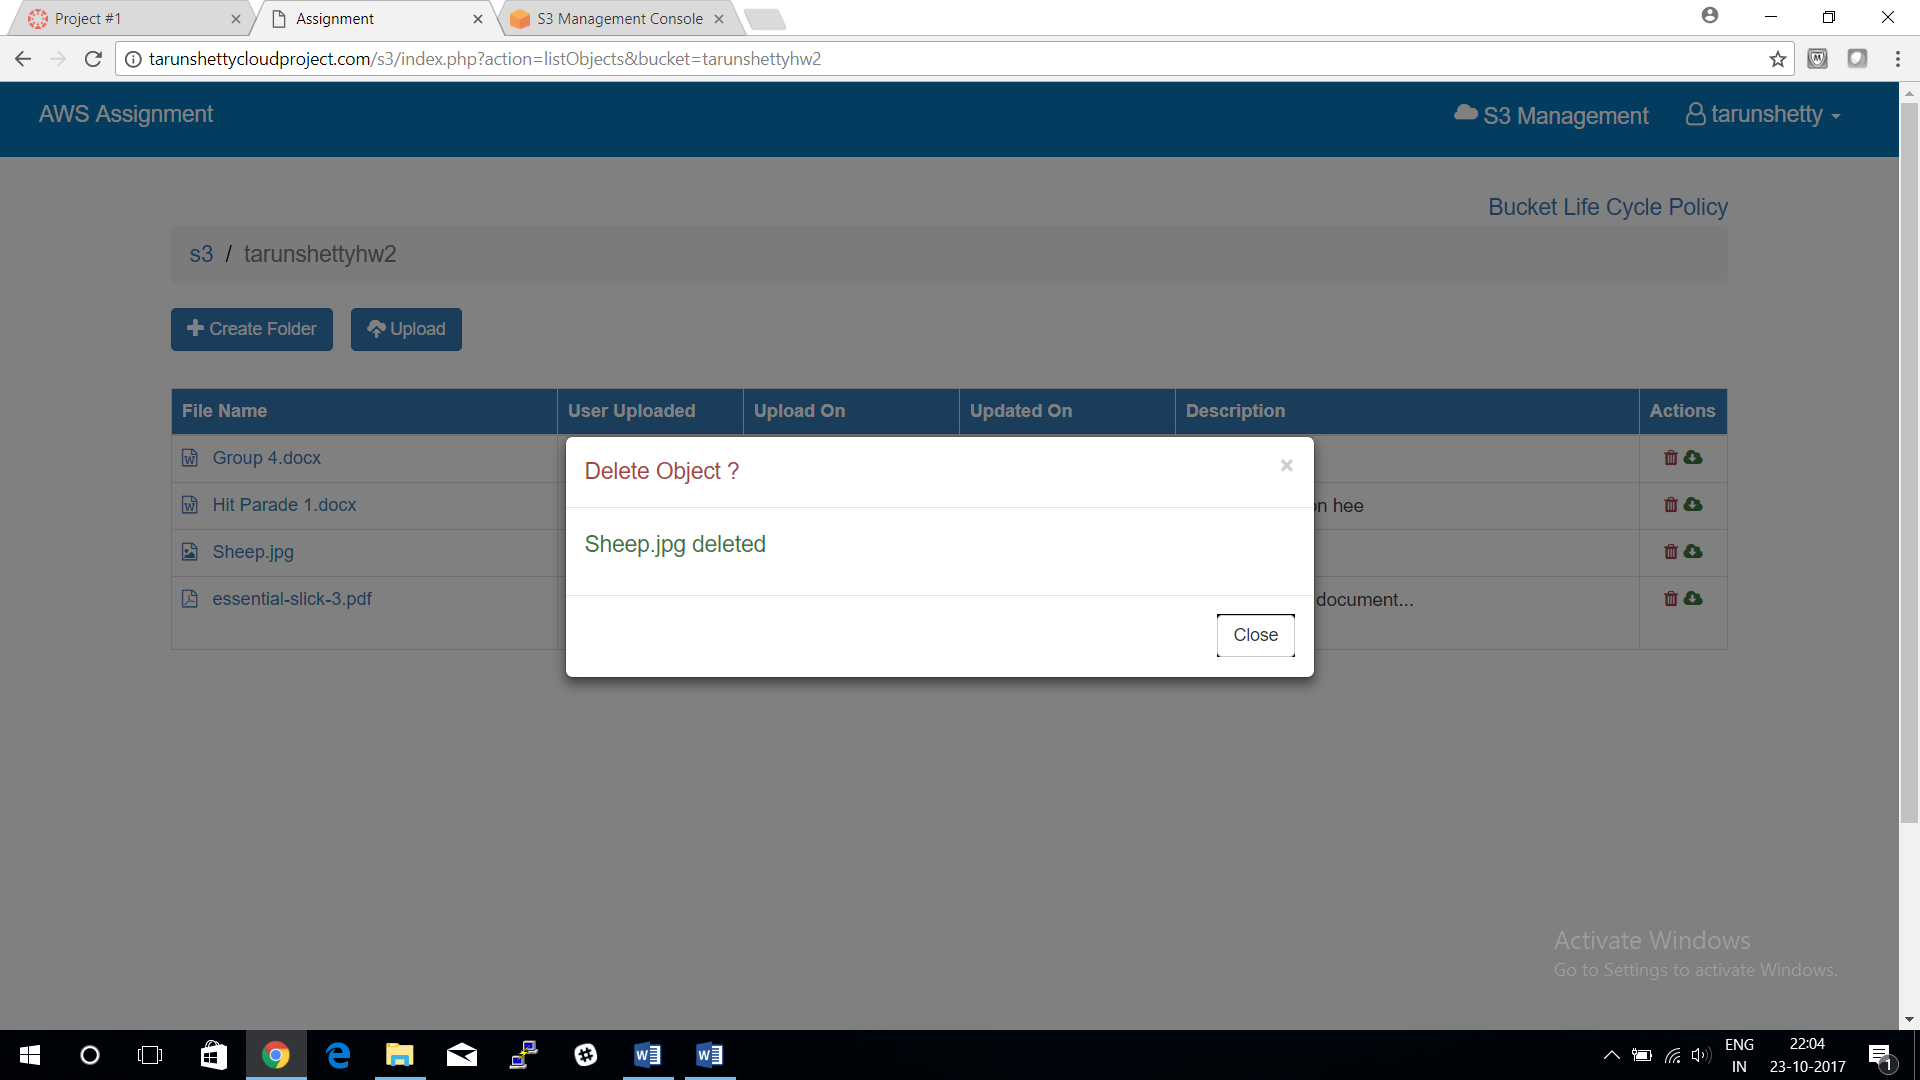 Project #1
Assignment
S3 Management Console
tarunshettycloudproject.com/s3/index.php?action=listObjects&bucket=tarunshettyhw2
AWS Assignment
S3 Management
tarunshetty
Bucket Life Cycle Policy
s3 / tarunshettyhw2
Create Folder
Upload
File Name User Uploaded Upload On Updated On Description Actions
Group 4.docx
Hit Parade 1.docx
hee
Sheep.jpg
essential-slick-3.pdf
document...
Delete Object ?
×
Sheep.jpg deleted
Close
Activate Windows
Go to Settings to activate Windows.
ENG
IN
22:04
23-10-2017
1